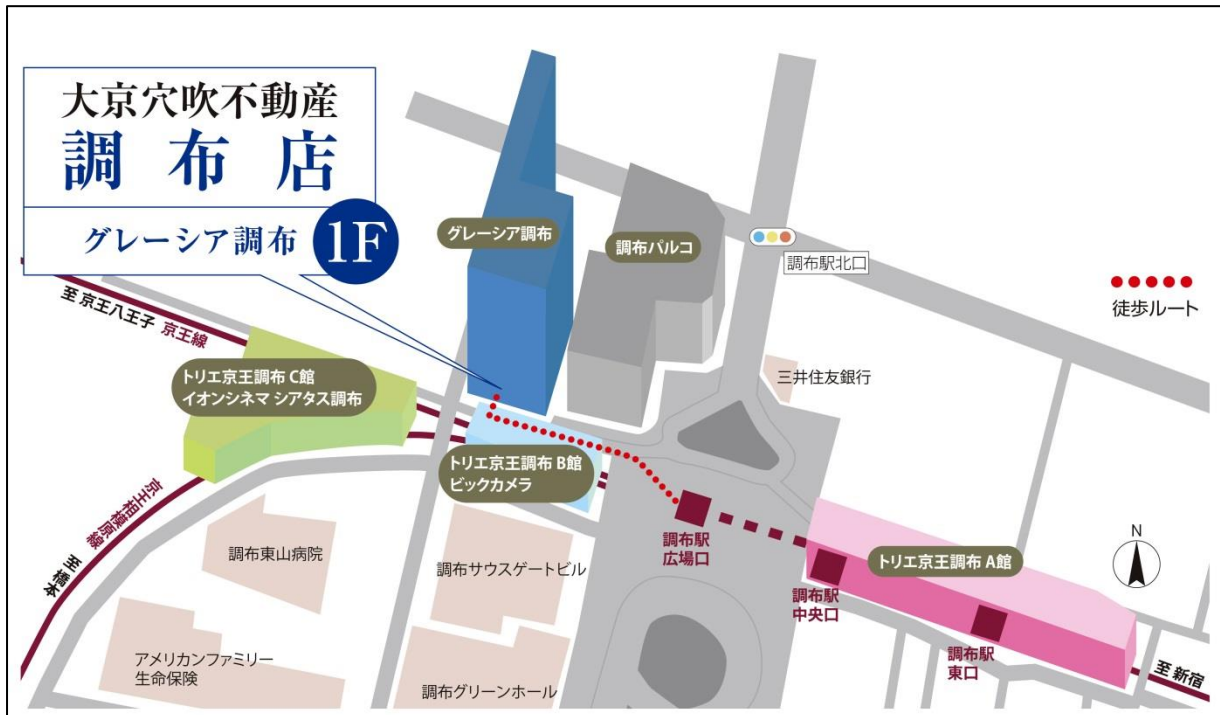 大京穴吹不動産
調布店
グレーシア調布 1F
グレーシア調布
調布パルコ
調布駅北口
徒歩ルート
至 京王八王子 京王線
トリエ京王調布 C館
イオンシネマ シアタス調布
三井住友銀行
トリエ京王調布 B館
ビックカメラ
京王相模原線
至 橋本
調布東山病院
調布サウスゲートビル
調布駅
広場口
トリエ京王調布 A館
N
調布駅
中央口
調布駅
東口
至 新宿
アメリカンファミリー
生命保険
調布グリーンホール